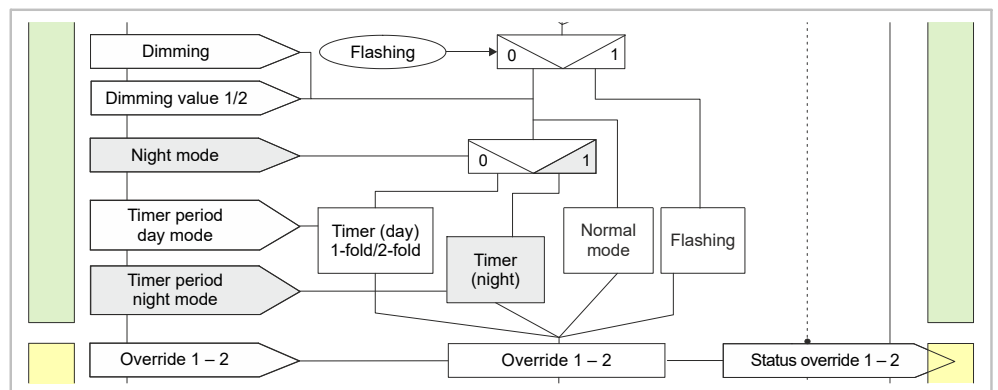 Dimming
Flashing
0
1
Dimming value 1/2
Night mode
0
1
Timer period
day mode
Timer (day)
1-fold/2-fold
Normal
mode
Flashing
Timer
(night)
Timer period
night mode
Override 1 – 2
Override 1 – 2
Status override 1 – 2